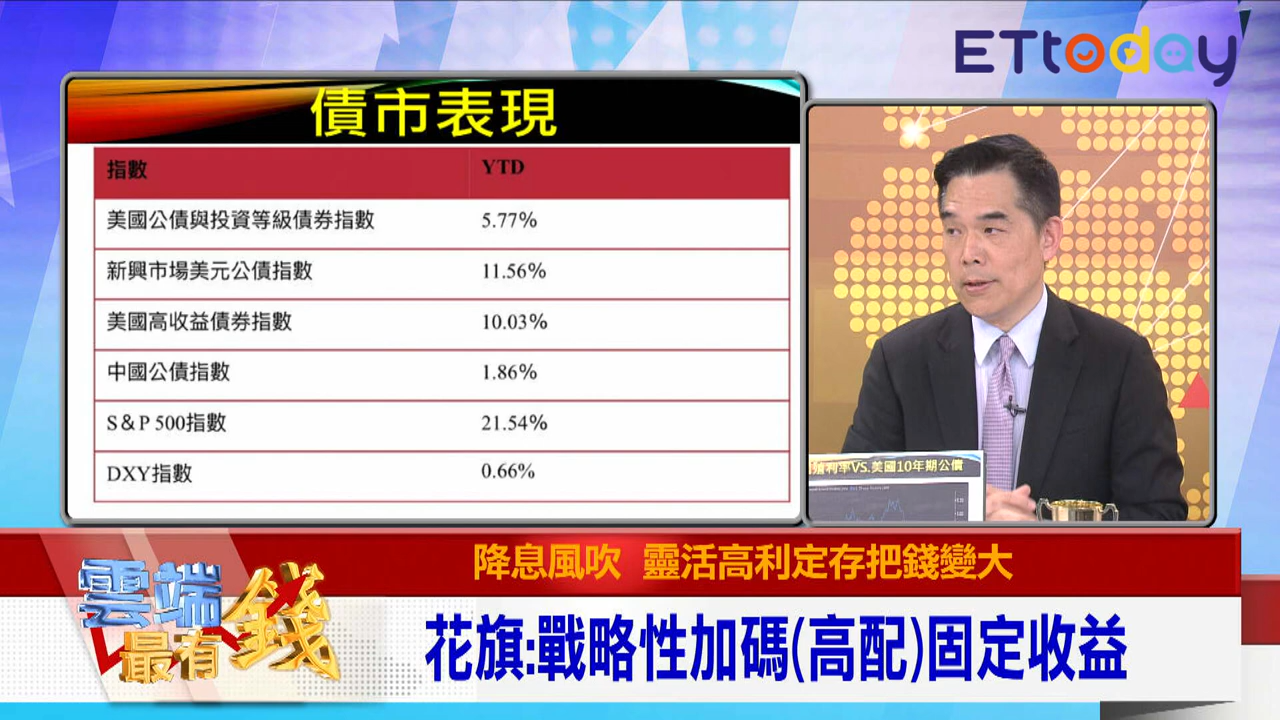 ETtoday
債市表現
指數 YTD
美國公債與投資等級債券指數 5.77%
新興市場美元公債指數 11.56%
美國高收益債券指數 10.03%
中國公債指數 1.86%
S&P 500指數 21.54%
DXY指數 0.66%
利率VS.美國10年期公債
降息風吹 靈活高利定存把錢變大
雲端最有錢
花旗:戰略性加碼(高配)固定收益